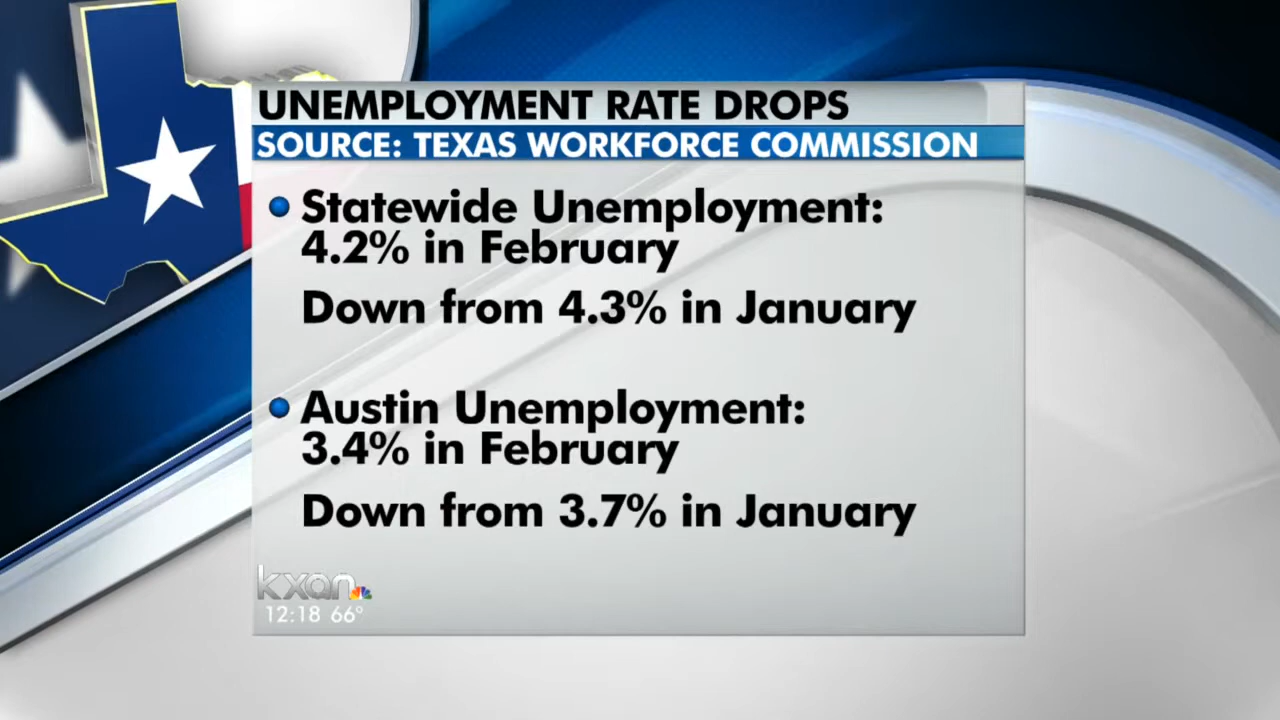 UNEMPLOYMENT RATE DROPS
SOURCE: TEXAS WORKFORCE COMMISSION
Statewide Unemployment:
4.2% in February
Down from 4.3% in January
Austin Unemployment:
3.4% in February
Down from 3.7% in January
kxan
12:18 66°